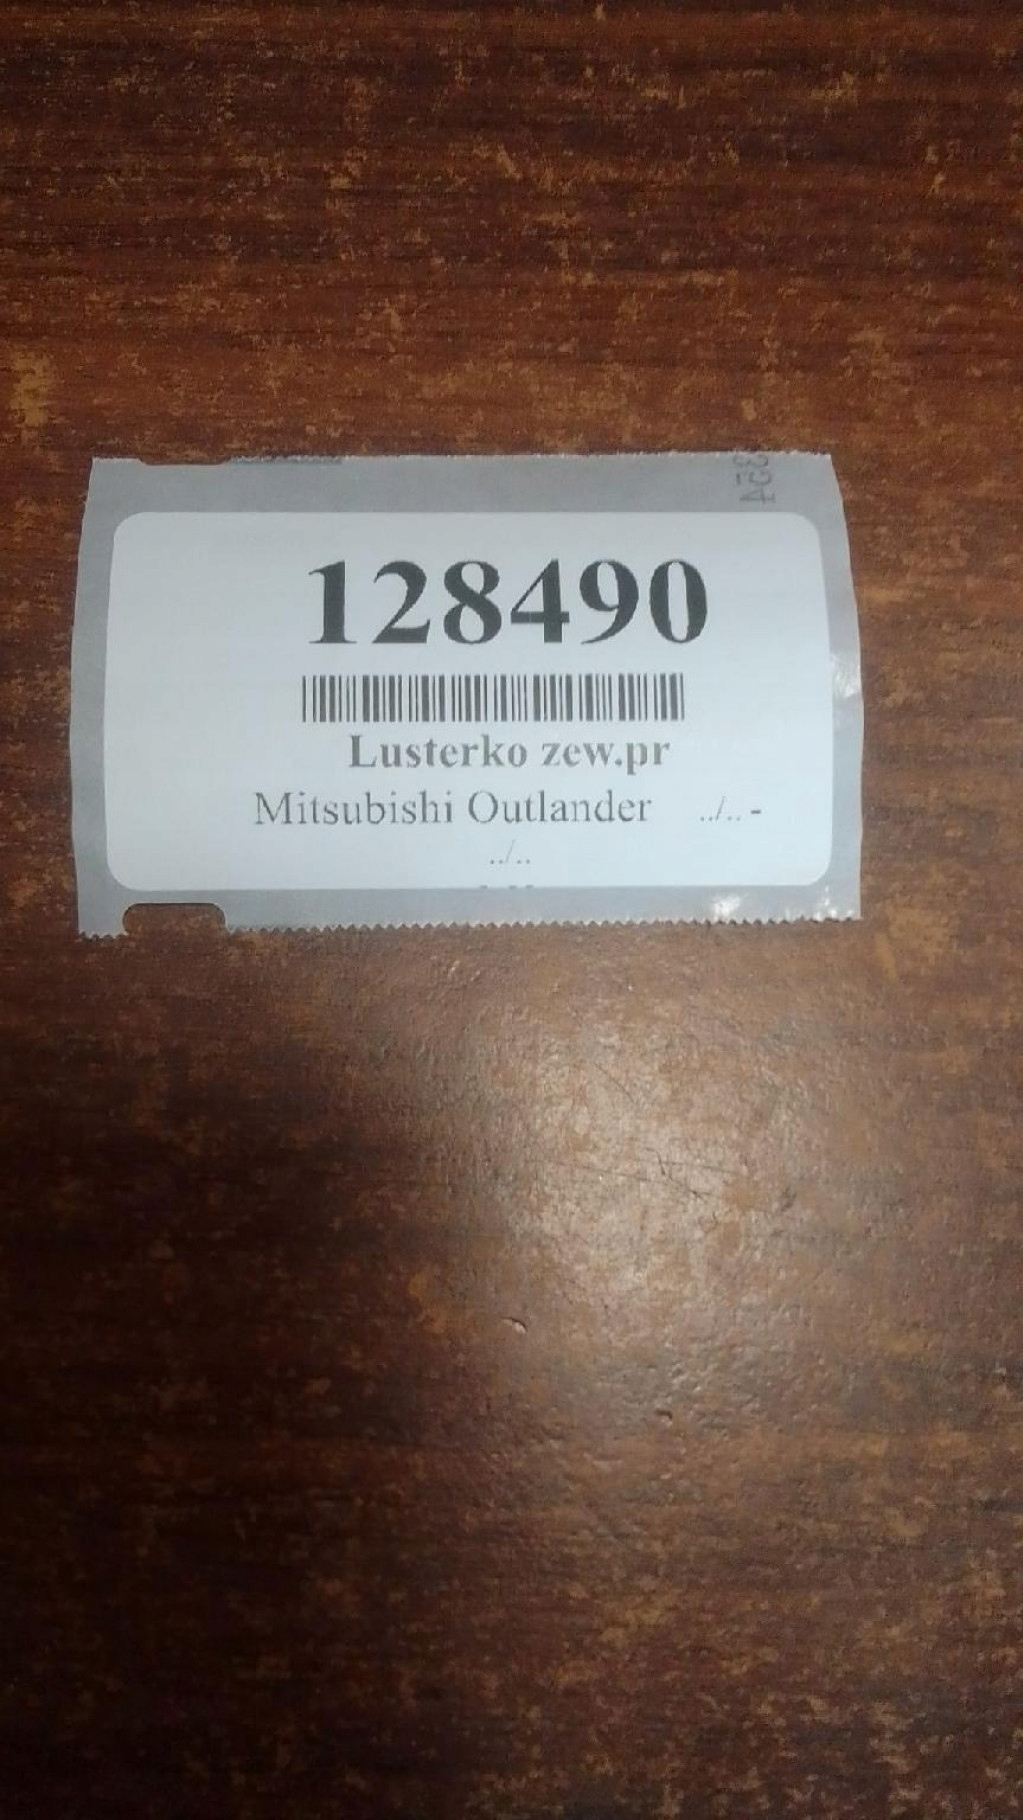 128490
Lusterko zew.pr
Mitsubishi Outlander ../.. -
../..